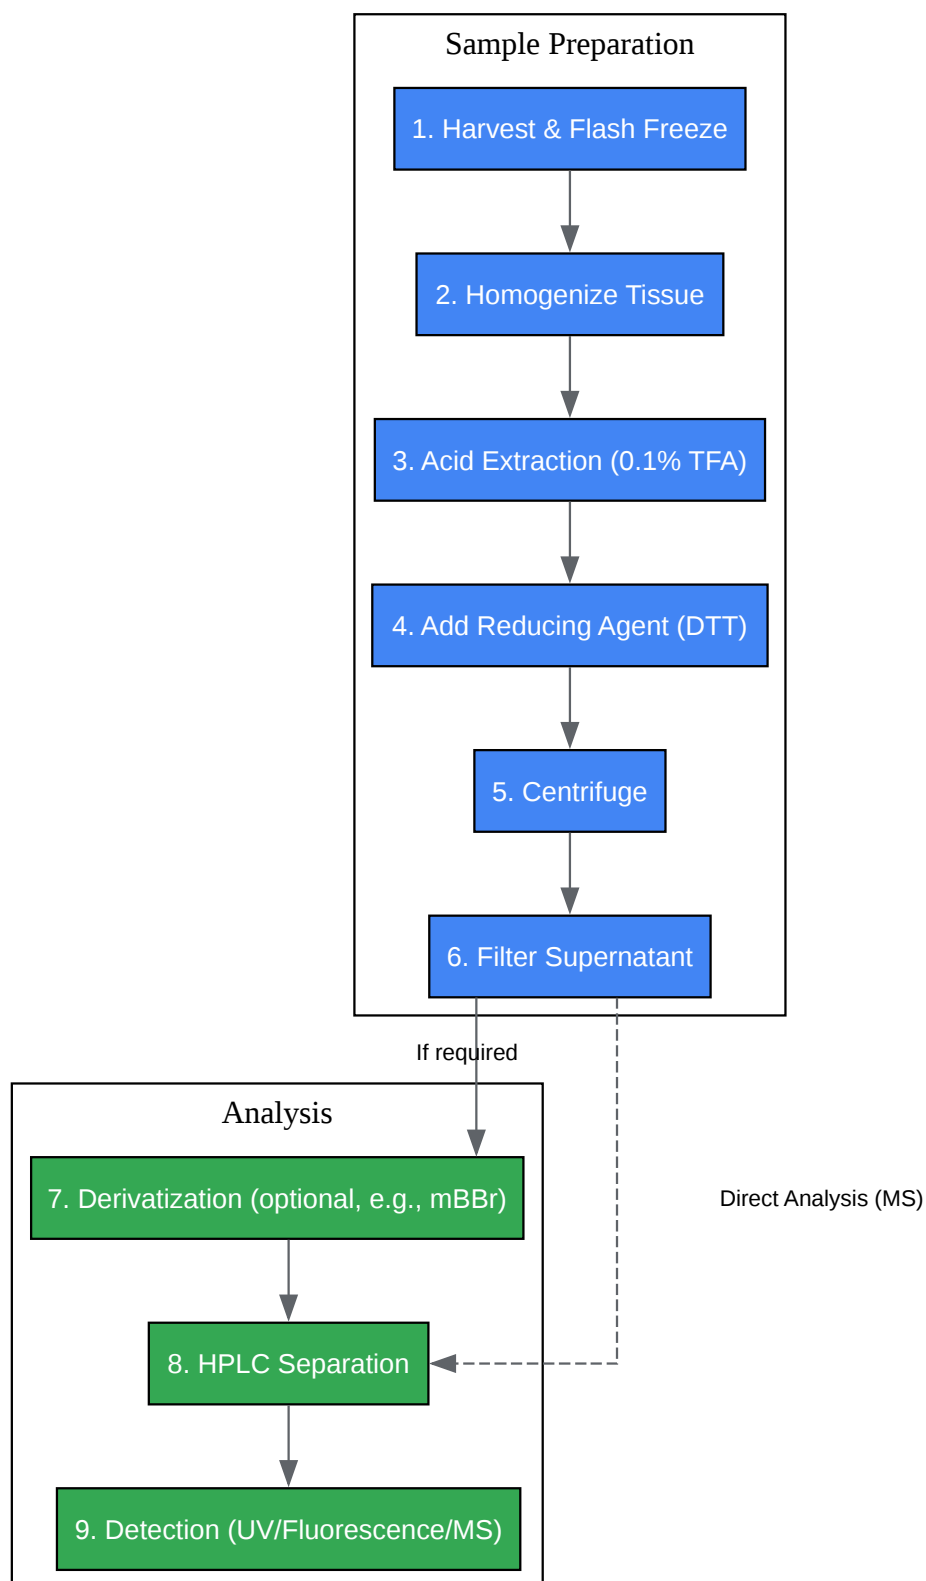 Sample Preparation
1. Harvest & Flash Freeze
2. Homogenize Tissue
3. Acid Extraction (0.1% TFA)
4. Add Reducing Agent (DTT)
5. Centrifuge
6. Filter Supernatant
If required
Analysis
7. Derivatization (optional, e.g., mBBr)
Direct Analysis (MS)
8. HPLC Separation
9. Detection (UV/Fluorescence/MS)